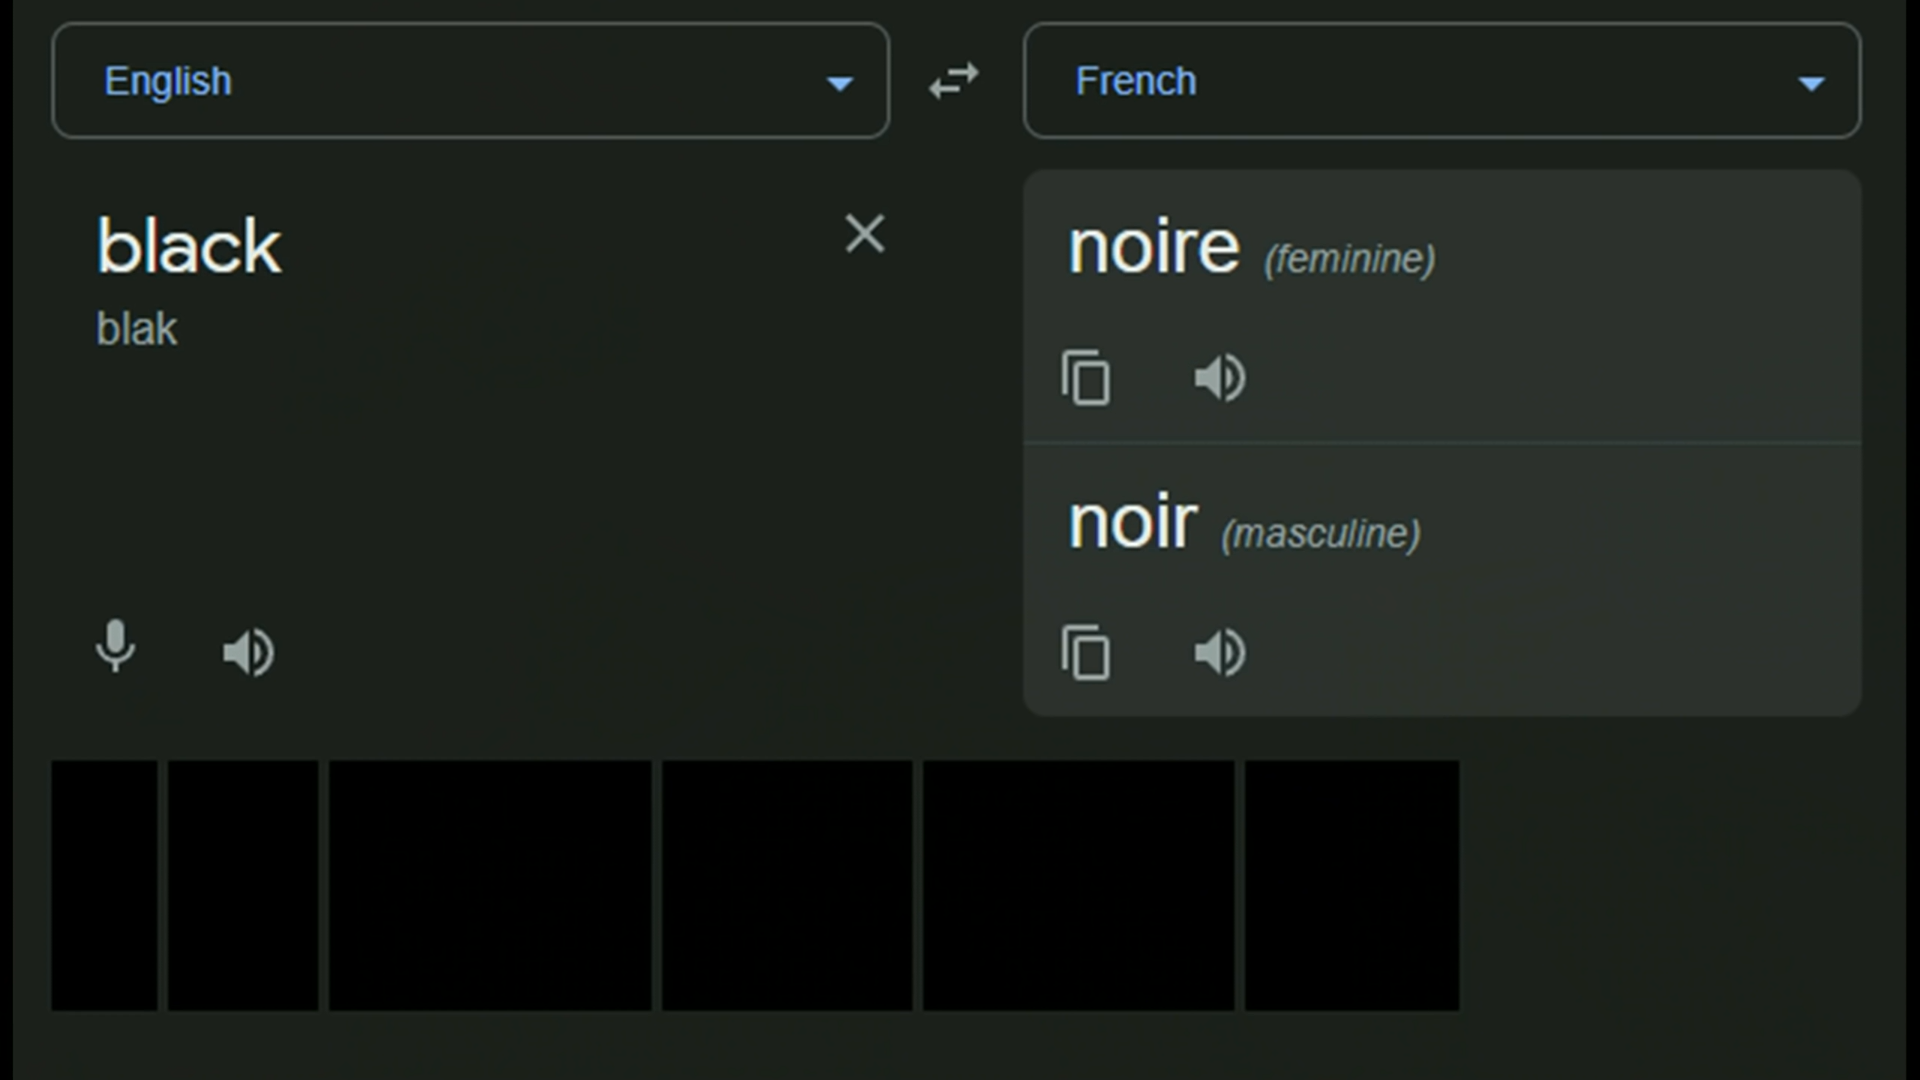 English
French
black
blak
noire (feminine)
noir (masculine)